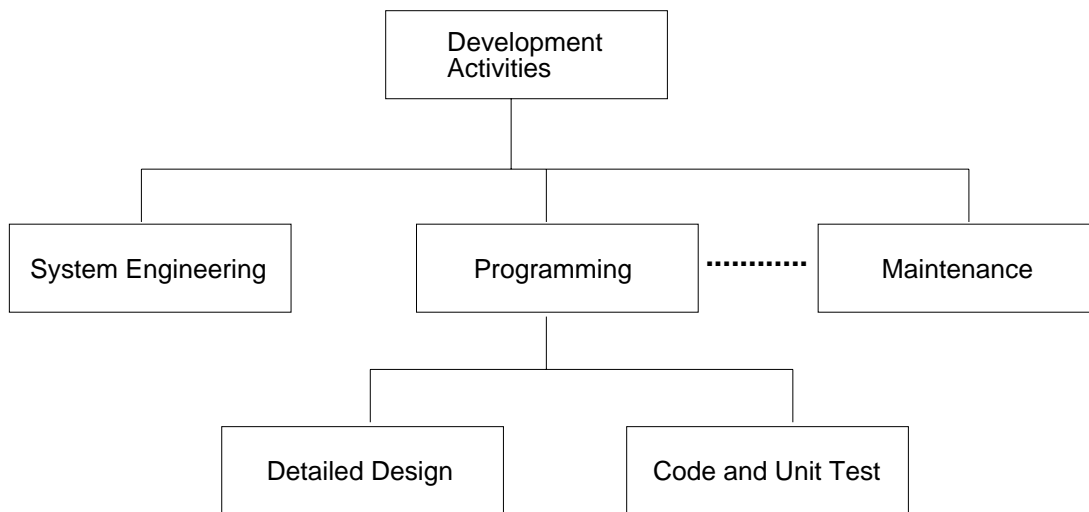 Development
Activities
System Engineering
Programming
Maintenance
Detailed Design
Code and Unit Test